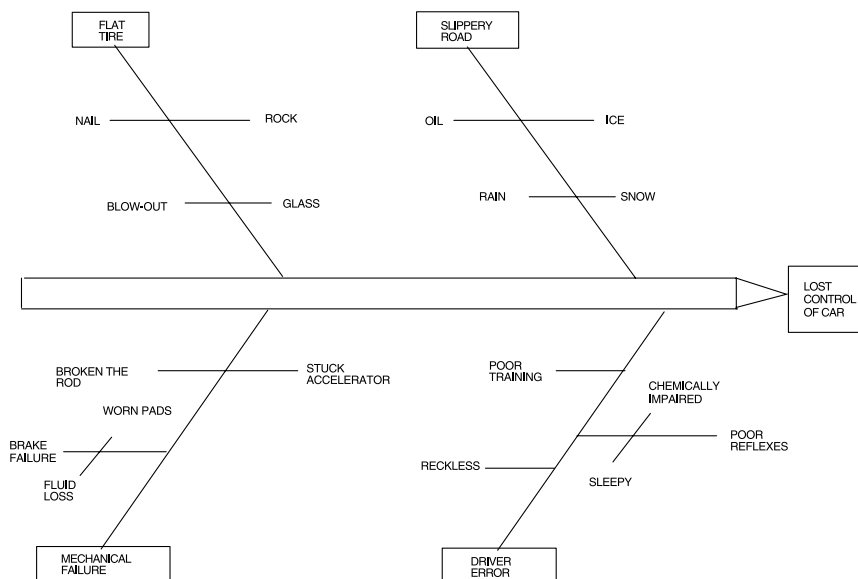 FLAT
TIRE
SLIPPERY
ROAD
NAIL
ROCK
OIL
ICE
BLOW-OUT
GLASS
RAIN
SNOW
LOST
CONTROL
OF CAR
BROKEN THE
ROD
STUCK
ACCELERATOR
POOR
TRAINING
CHEMICALLY
IMPAIRED
WORN PADS
BRAKE
FAILURE
POOR
REFLEXES
RECKLESS
FLUID
LOSS
SLEEPY
MECHANICAL
FAILURE
DRIVER
ERROR